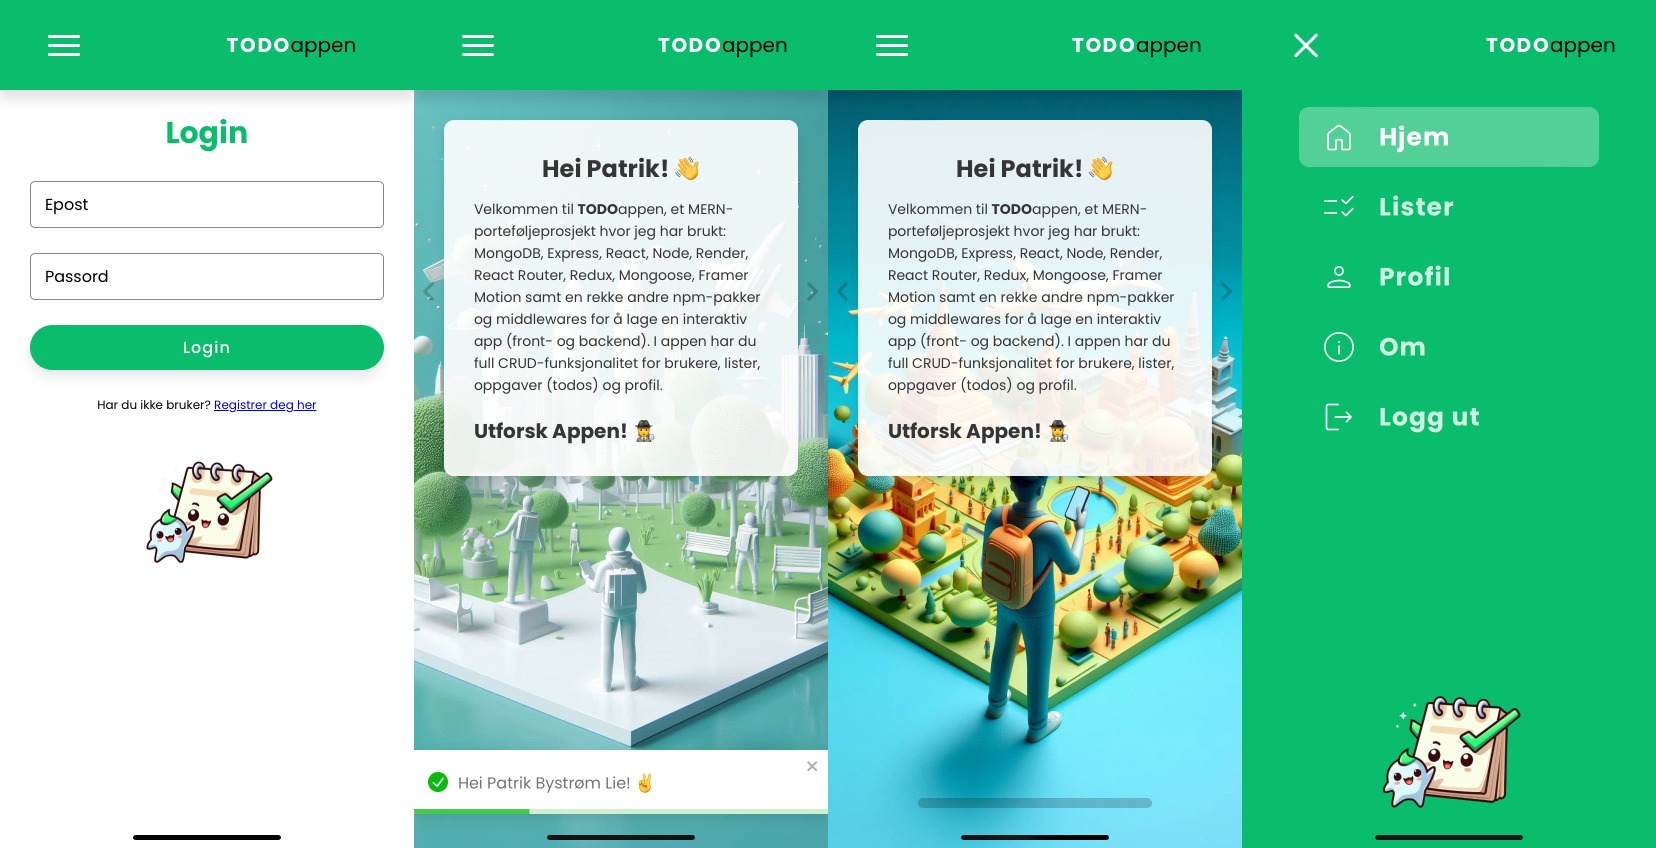 TODOappen
Login
Epost
Passord
Login
Har du ikke bruker? Registrer deg her
TODOappen
Hei Patrik! 👋
Velkommen til TODOappen, et MERN-
porteføljeprosjekt hvor jeg har brukt:
MongoDB, Express, React, Node, Render,
React Router, Redux, Mongoose, Framer
Motion samt en rekke andre npm-pakker
og middlewares for å lage en interaktiv
app (front- og backend). I appen har du
full CRUD-funksjonalitet for brukere, lister,
oppgaver (todos) og profil.
Utforsk Appen! 🕵️
Hei Patrik Bystrøm Lie! ✌️
TODOappen
Hei Patrik! 👋
Velkommen til TODOappen, et MERN-
porteføljeprosjekt hvor jeg har brukt:
MongoDB, Express, React, Node, Render,
React Router, Redux, Mongoose, Framer
Motion samt en rekke andre npm-pakker
og middlewares for å lage en interaktiv
app (front- og backend). I appen har du
full CRUD-funksjonalitet for brukere, lister,
oppgaver (todos) og profil.
Utforsk Appen! 🕵️
TODOappen
Hjem
Lister
Profil
Om
Logg ut